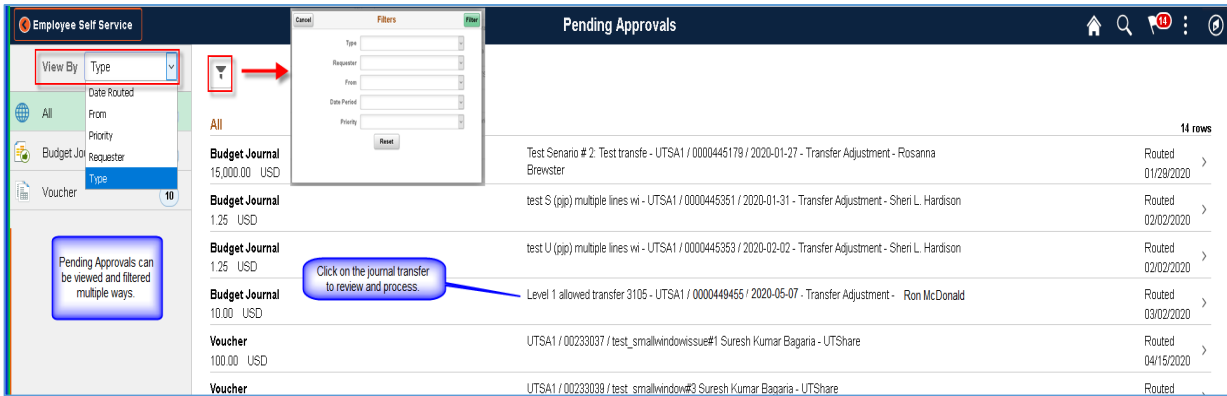 Employee Self Service
Pending Approvals
14
View By Type
Date Routed
From
Priority
Requester
Type
All
Budget Jou
Voucher 10
Pending Approvals can
be viewed and filtered
multiple ways.
Cancel Filters Filter
Type
Requester
From
Date Period
Priority
Reset
All
14 rows
Budget Journal
15,000.00 USD
Test Senario # 2: Test transfe - UTSA1 / 0000445179 / 2020-01-27 - Transfer Adjustment - Rosanna
Brewster
Routed
01/29/2020
Budget Journal
1.25 USD
test S (pjp) multiple lines wi - UTSA1 / 0000445351 / 2020-01-31 - Transfer Adjustment - Sheri L. Hardison
Routed
02/02/2020
Budget Journal
1.25 USD
test U (pjp) multiple lines wi - UTSA1 / 0000445353 / 2020-02-02 - Transfer Adjustment - Sheri L. Hardison
Routed
02/02/2020
Click on the journal transfer
to review and process.
Budget Journal
10.00 USD
Level 1 allowed transfer 3105 - UTSA1 / 0000449455 / 2020-05-07 - Transfer Adjustment - Ron McDonald
Routed
03/02/2020
Voucher
100.00 USD
UTSA1 / 00233037 / test_smallwindowissue#1 Suresh Kumar Bagaria - UTShare
Routed
04/15/2020
Voucher
UTSA1 / 00233039 / test_smallwindow#3 Suresh Kumar Bagaria - UTShare
Routed